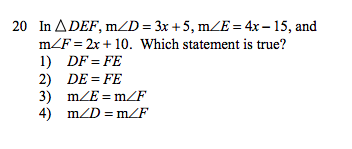 20 In △DEF, m∠D = 3x + 5, m∠E = 4x − 15, and
m∠F = 2x + 10. Which statement is true?
1) DF = FE
2) DE = FE
3) m∠E = m∠F
4) m∠D = m∠F